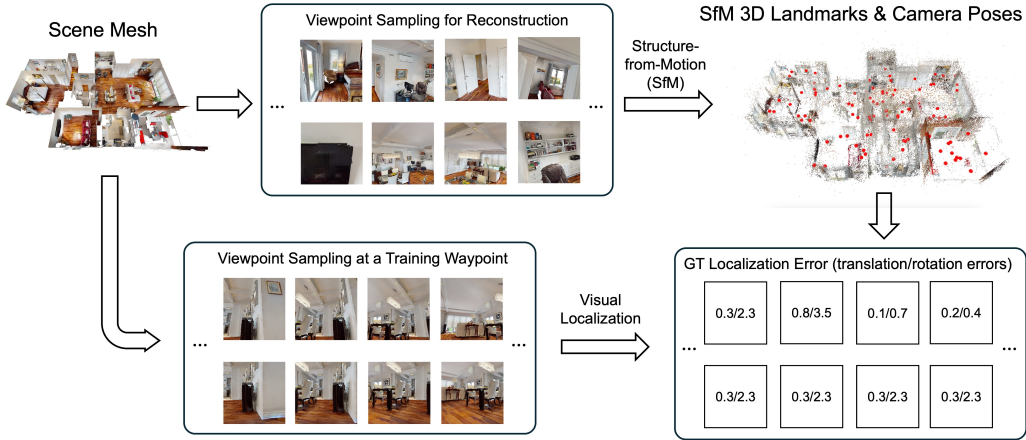 Scene Mesh
Viewpoint Sampling for Reconstruction
...
...
Structure-
from-Motion
(SfM)
SfM 3D Landmarks & Camera Poses
Viewpoint Sampling at a Training Waypoint
...
...
Visual
Localization
GT Localization Error (translation/rotation errors)
0.3/2.3 0.8/3.5 0.1/0.7 0.2/0.4
...
...
0.3/2.3 0.3/2.3 0.3/2.3 0.3/2.3